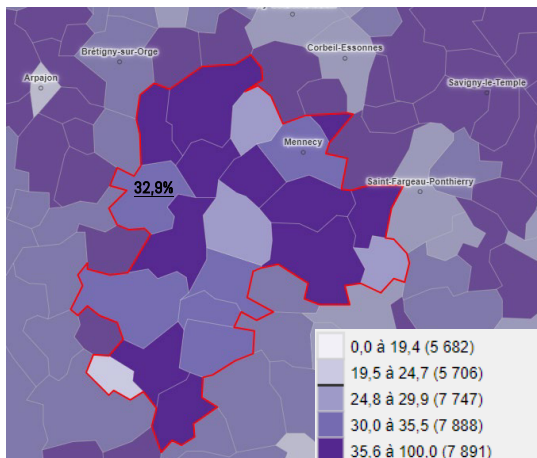 Brétigny-sur-Orge
Corbeil-Essonnes
Arpajon
Savigny-le-Temple
Mennecy
Saint-Fargeau-Ponthierry
32,9%
0,0 à 19,4 (5 682)
19,5 à 24,7 (5 706)
24,8 à 29,9 (7 747)
30,0 à 35,5 (7 888)
35,6 à 100,0 (7 891)